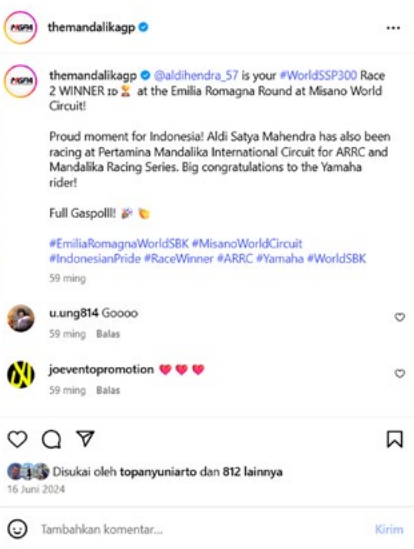 MGPA themandalikagp
MGPA themandalikagp @aldihendra_57 is your #WorldSSP300 Race
2 WINNER ID at the Emilia Romagna Round at Misano World
Circuit!
Proud moment for Indonesia! Aldi Satya Mahendra has also been
racing at Pertamina Mandalika International Circuit for ARRC and
Mandalika Racing Series. Big congratulations to the Yamaha
rider!
Full Gaspolll! 🎉 👏
#EmiliaRomagnaWorldSBK #MisanoWorldCircuit
#IndonesianPride #RaceWinner #ARRC #Yamaha #WorldSBK
59 ming
u.ung814 Goooo
59 ming Balas
joeventopromotion ❤️ ❤️ ❤️
59 ming Balas
Disukai oleh topanyuniarto dan 812 lainnya
16 Juni 2024
Tambahkan komentar... Kirim